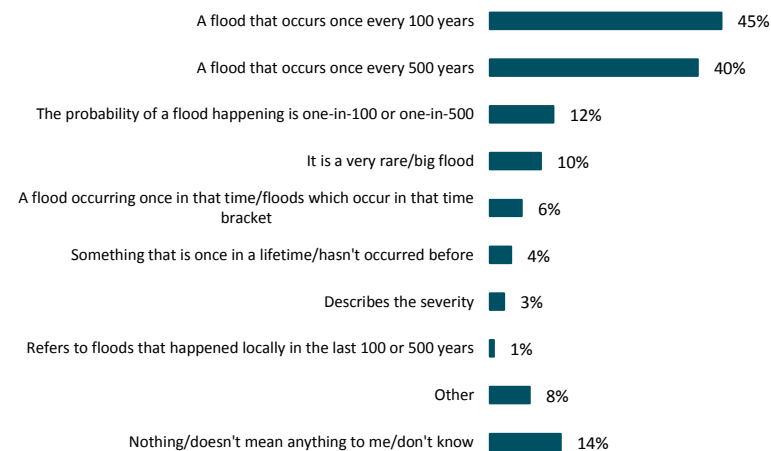 A flood that occurs once every 100 years 45%
A flood that occurs once every 500 years 40%
The probability of a flood happening is one-in-100 or one-in-500 12%
It is a very rare/big flood 10%
A flood occurring once in that time/floods which occur in that time
bracket 6%
Something that is once in a lifetime/hasn't occurred before 4%
Describes the severity 3%
Refers to floods that happened locally in the last 100 or 500 years 1%
Other 8%
Nothing/doesn't mean anything to me/don't know 14%